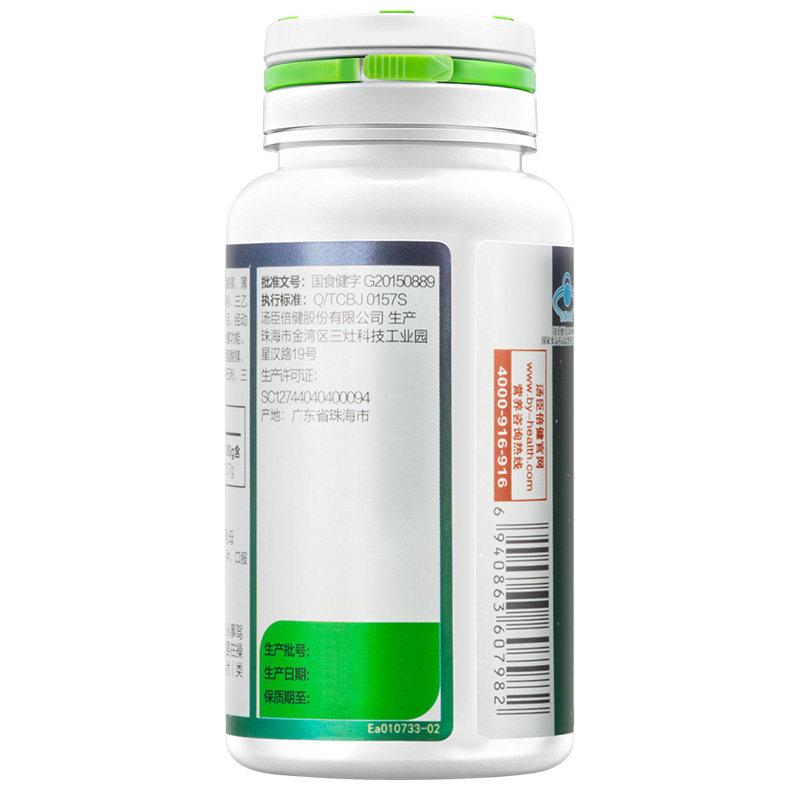 批准文号: 国食健字 G20150889
执行标准: Q/TCBJ 0157S
汤臣倍健股份有限公司 生产
珠海市金湾区三灶科技工业园
星汉路19号
生产许可证:
SC12744040400094
产地: 广东省珠海市
生产批号:
生产日期:
保质期至:
Ea010733-02
汤臣倍健官网
www.by-health.com
营养咨询热线
4000-916-916
6 940863 607982